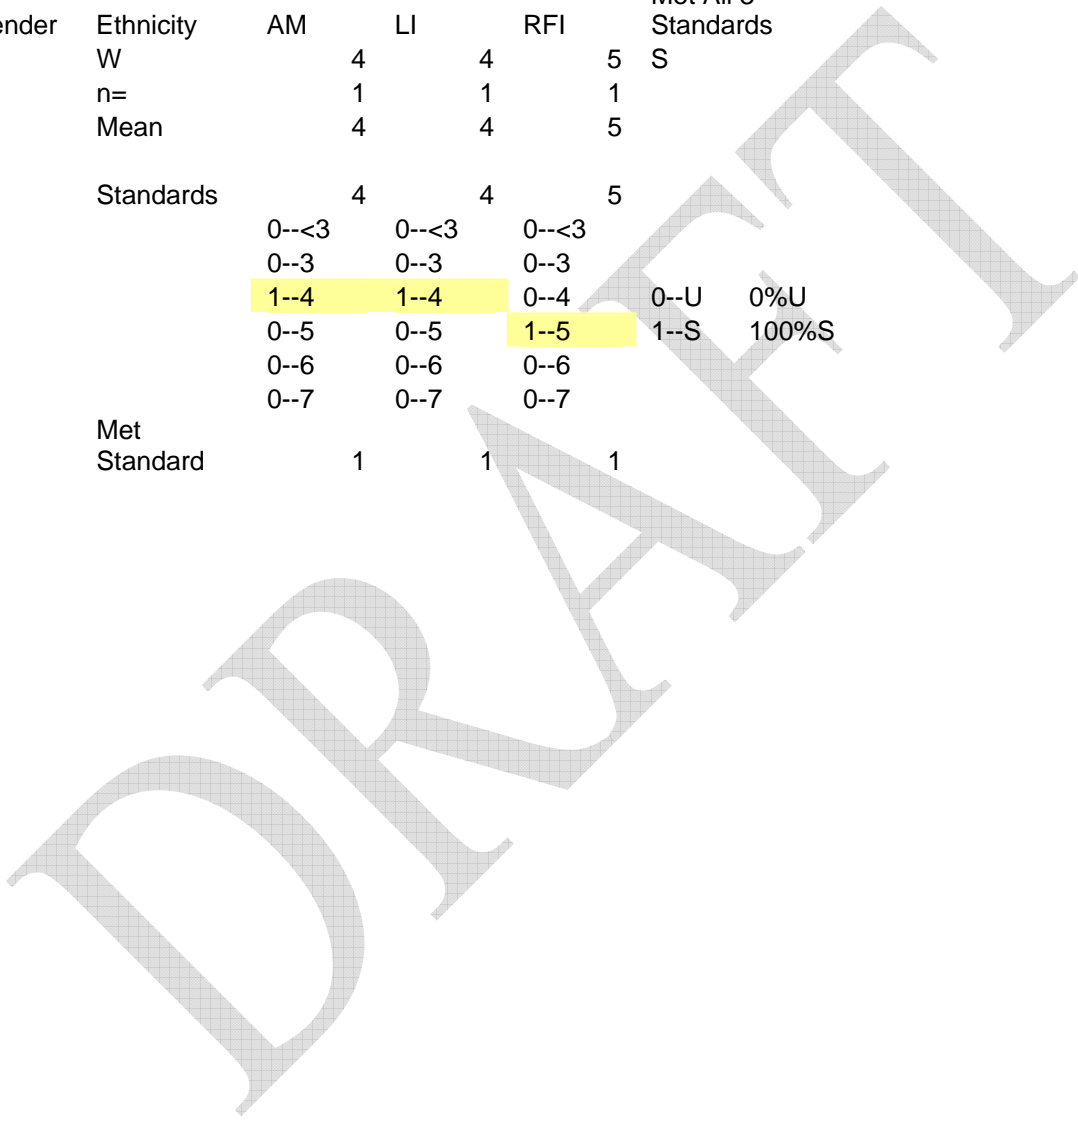 ender Ethnicity AM LI RFI Standards
W 4 4 5 S
n= 1 1 1
Mean 4 4 5
Standards 4 4 5
0--<3 0--<3 0--<3
0--3 0--3 0--3
1--4 1--4 0--4 0--U 0%U
0--5 0--5 1--5 1--S 100%S
0--6 0--6 0--6
0--7 0--7 0--7
Met
Standard 1 1 1
DRAFT